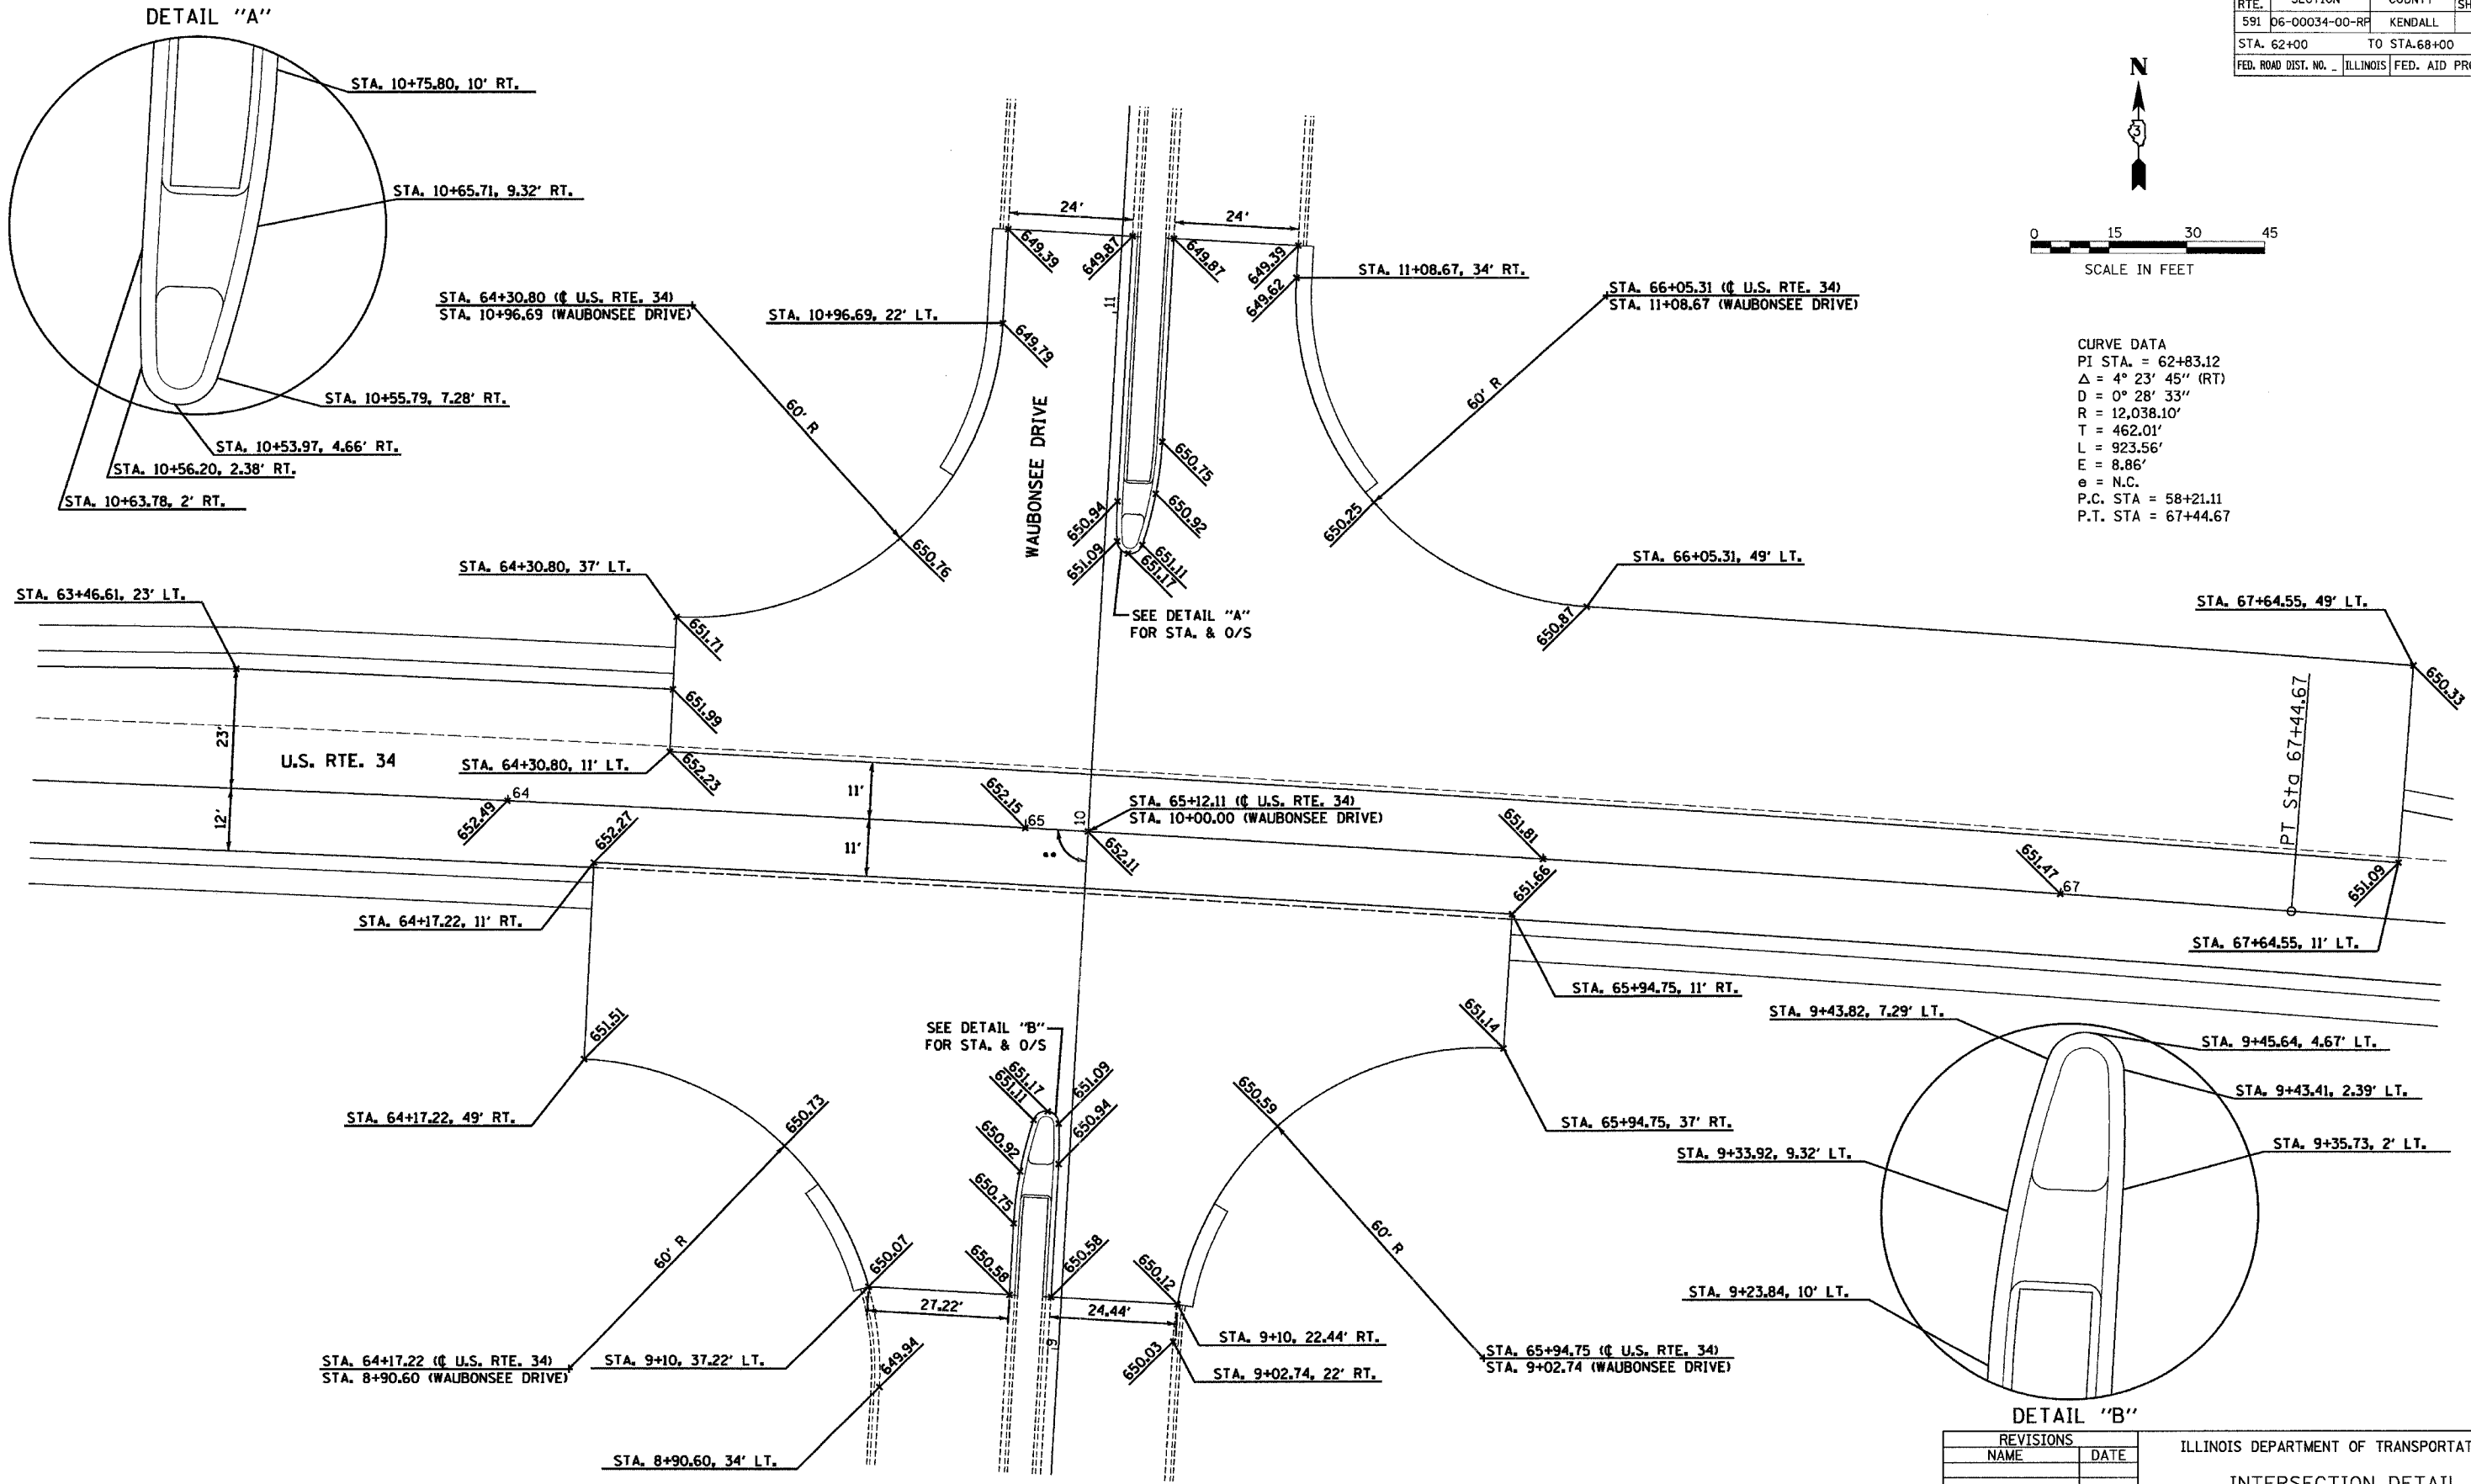 DETAIL "A"
STA. 10+75.80, 10' RT.
STA. 10+65.71, 9.32' RT.
STA. 10+55.79, 7.28' RT.
STA. 10+53.97, 4.66' RT.
STA. 10+56.20, 2.38' RT.
STA. 10+63.78, 2' RT.
RTE. SECTION COUNTY
591 06-00034-00-RP KENDALL
STA. 62+00 TO STA.68+00
FED. ROAD DIST. NO. _ ILLINOIS FED. AID
N
3
0 15 30 45
SCALE IN FEET
CURVE DATA
PI STA. = 62+83.12
Δ = 4° 23' 45" (RT)
D = 0° 28' 33"
R = 12,038.10'
T = 462.01'
L = 923.56'
E = 8.86'
e = N.C.
P.C. STA = 58+21.11
P.T. STA = 67+44.67
24'
24'
649.39
649.87
649.87
649.39
649.62
STA. 11+08.67, 34' RT.
STA. 64+30.80 (℄ U.S. RTE. 34)
STA. 10+96.69 (WAUBONSEE DRIVE)
STA. 10+96.69, 22' LT.
649.79
11
STA. 66+05.31 (℄ U.S. RTE. 34)
STA. 11+08.67 (WAUBONSEE DRIVE)
60' R
60' R
WAUBONSEE DRIVE
650.75
650.94
650.92
650.25
650.76
651.09
651.11
651.17
STA. 64+30.80, 37' LT.
STA. 66+05.31, 49' LT.
STA. 63+46.61, 23' LT.
651.71
SEE DETAIL "A"
FOR STA. & O/S
650.87
STA. 67+64.55, 49' LT.
650.33
651.99
PT Sta 67+44.67
23'
U.S. RTE. 34
STA. 64+30.80, 11' LT.
652.23
12'
652.49
64
652.27
11'
11'
652.15
65
10
STA. 65+12.11 (℄ U.S. RTE. 34)
STA. 10+00.00 (WAUBONSEE DRIVE)
**
652.11
651.81
651.66
651.47
67
651.09
STA. 64+17.22, 11' RT.
STA. 67+64.55, 11' LT.
STA. 65+94.75, 11' RT.
651.51
SEE DETAIL "B"
FOR STA. & O/S
651.14
STA. 64+17.22, 49' RT.
650.73
651.17
651.11
651.09
650.94
650.92
650.75
650.59
STA. 65+94.75, 37' RT.
60' R
650.07
650.58
650.58
650.12
60' R
27.22'
24.44'
9
STA. 9+10, 22.44' RT.
650.03
STA. 9+02.74, 22' RT.
STA. 64+17.22 (℄ U.S. RTE. 34)
STA. 8+90.60 (WAUBONSEE DRIVE)
STA. 9+10, 37.22' LT.
649.94
STA. 65+94.75 (℄ U.S. RTE. 34)
STA. 9+02.74 (WAUBONSEE DRIVE)
STA. 8+90.60, 34' LT.
STA. 9+43.82, 7.29' LT.
STA. 9+45.64, 4.67' LT.
STA. 9+43.41, 2.39' LT.
STA. 9+35.73, 2' LT.
STA. 9+33.92, 9.32' LT.
STA. 9+23.84, 10' LT.
DETAIL "B"
REVISIONS
NAME DATE
ILLINOIS DEPARTMENT OF
INTERSECTION DETAIL